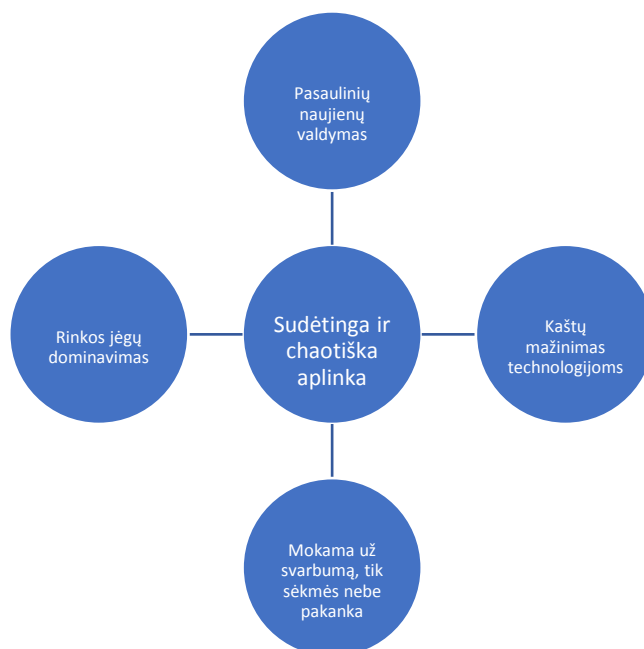 Pasaulinių
naujienų
valdymas
Rinkos jėgų
dominavimas
Sudėtinga ir
chaotiška
aplinka
Kaštų
mažinimas
technologijoms
Mokama už
svarbumą, tik
sėkmės nebe
pakanka